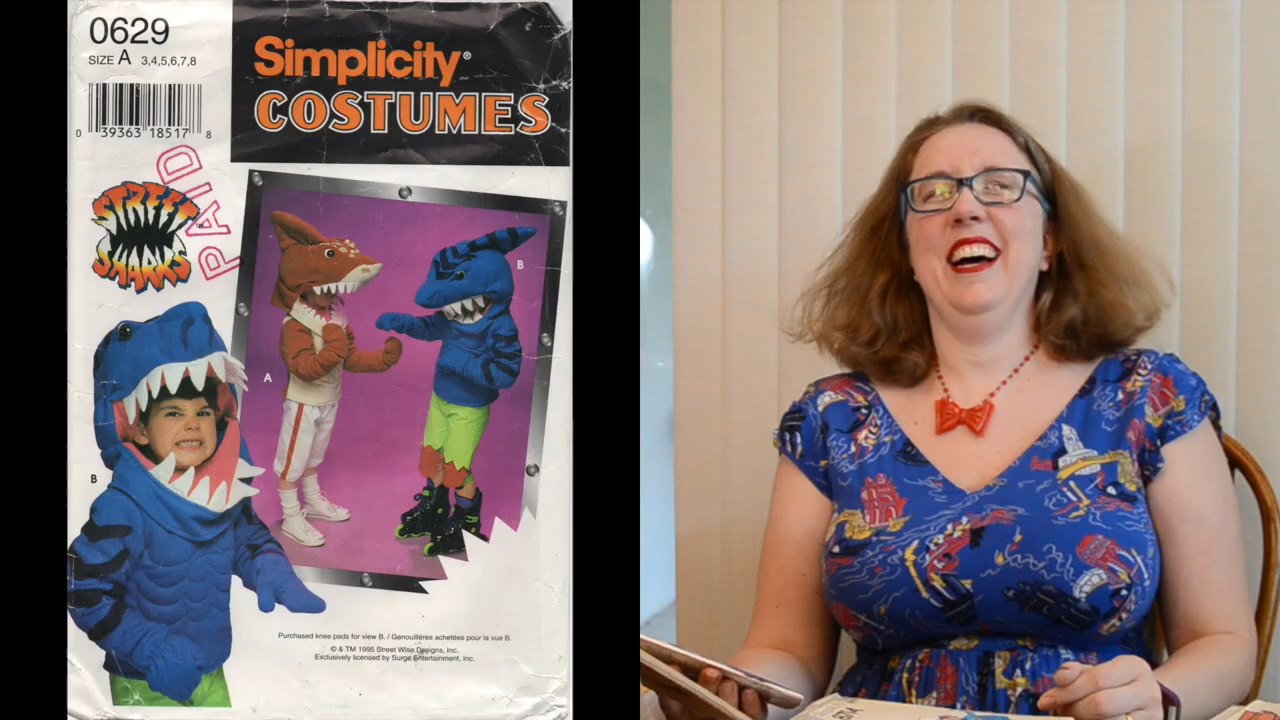 0629
SIZE A 3,4,5,6,7,8
0 39363 18517 8
Simplicity®
COSTUMES
PAID
STREET
SHARKS
TM
B
A
B
Purchased knee pads for view B. / Genouillères achetées pour la vue B.
© & TM 1995 Street Wise Designs, Inc.
Exclusively licensed by Surge Entertainment, Inc.